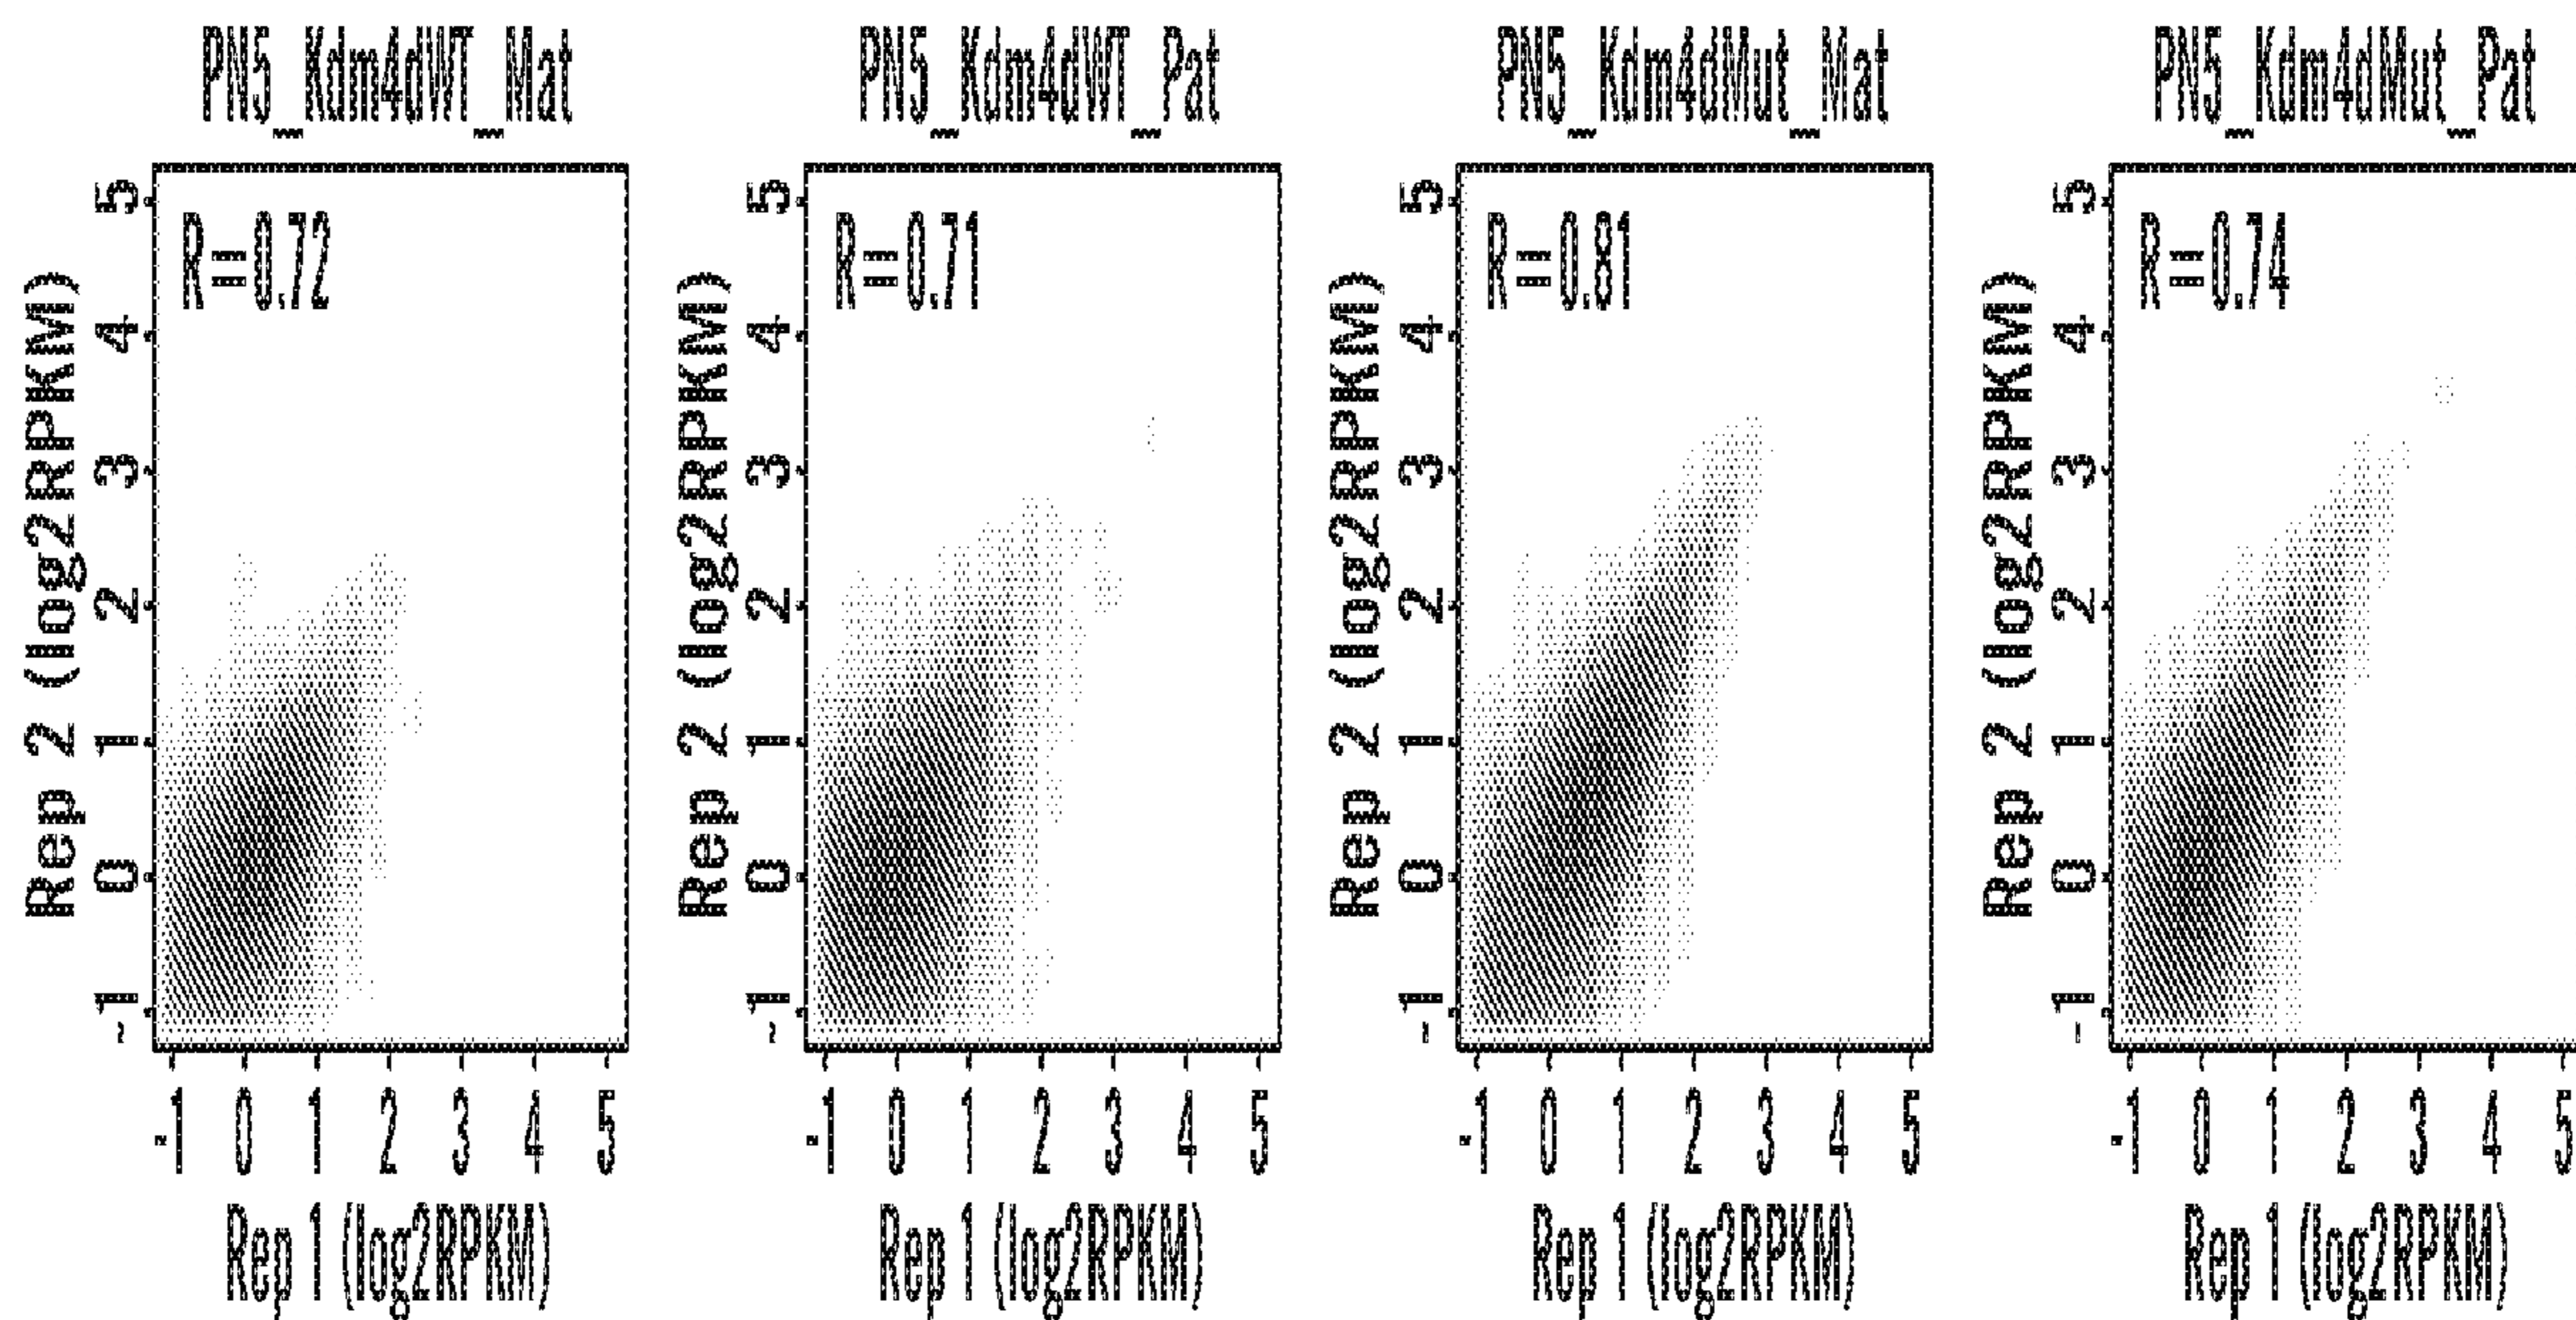 PN5_Kdm4dWT_Mat
R=0.72
Rep 2 (log2RPKM)
5
4
3
2
1
0
-1
-1 0 1 2 3 4 5
Rep 1 (log2RPKM)
PN5_Kdm4dWT_Pat
R=0.71
Rep 2 (log2RPKM)
5
4
3
2
1
0
-1
-1 0 1 2 3 4 5
Rep 1 (log2RPKM)
PN5_Kdm4dMut_Mat
R=0.81
Rep 2 (log2RPKM)
5
4
3
2
1
0
-1
-1 0 1 2 3 4 5
Rep 1 (log2RPKM)
PN5_Kdm4dMut_Pat
R=0.74
Rep 2 (log2RPKM)
5
4
3
2
1
0
-1
-1 0 1 2 3 4 5
Rep 1 (log2RPKM)